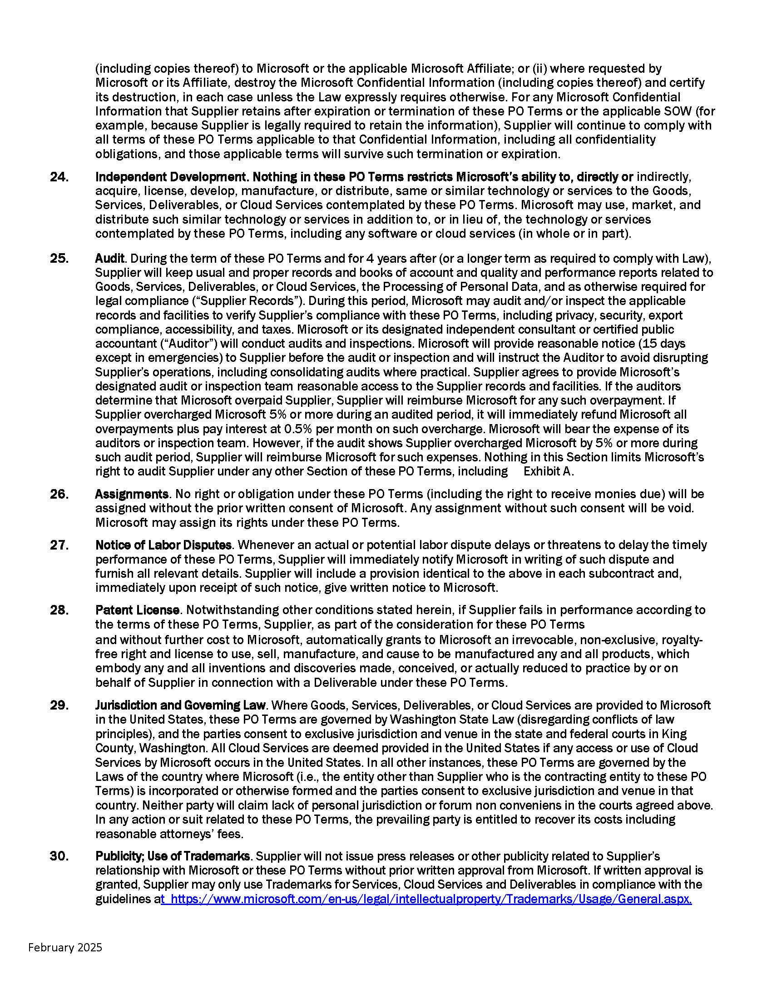 (including copies thereof) to Microsoft or the applicable Microsoft Affiliate; or (ii) where requested by
Microsoft or its Affiliate, destroy the Microsoft Confidential Information (including copies thereof) and certify
its destruction, in each case unless the Law expressly requires otherwise. For any Microsoft Confidential
Information that Supplier retains after expiration or termination of these PO Terms or the applicable SOW (for
example, because Supplier is legally required to retain the information), Supplier will continue to comply with
all terms of these PO Terms applicable to that Confidential Information, including all confidentiality
obligations, and those applicable terms will survive such termination or expiration.
24. Independent Development. Nothing in these PO Terms restricts Microsoft's ability to, directly or indirectly,
acquire, license, develop, manufacture, or distribute, same or similar technology or services to the Goods,
Services, Deliverables, or Cloud Services contemplated by these PO Terms. Microsoft may use, market, and
distribute such similar technology or services in addition to, or in lieu of, the technology or services
contemplated by these PO Terms, including any software or cloud services (in whole or in part).
25. Audit. During the term of these PO Terms and for 4 years after (or a longer term as required to comply with Law),
Supplier will keep usual and proper records and books of account and quality and performance reports related to
Goods, Services, Deliverables, or Cloud Services, the Processing of Personal Data, and as otherwise required for
legal compliance (“Supplier Records”). During this period, Microsoft may audit and/or inspect the applicable
records and facilities to verify Supplier’s compliance with these PO Terms, including privacy, security, export
compliance, accessibility, and taxes. Microsoft or its designated independent consultant or certified public
accountant (“Auditor”) will conduct audits and inspections. Microsoft will provide reasonable notice (15 days
except in emergencies) to Supplier before the audit or inspection and will instruct the Auditor to avoid disrupting
Supplier’s operations, including consolidating audits where practical. Supplier agrees to provide Microsoft’s
designated audit or inspection team reasonable access to the Supplier records and facilities. If the auditors
determine that Microsoft overpaid Supplier, Supplier will reimburse Microsoft for any such overpayment. If
Supplier overcharged Microsoft 5% or more during an audited period, it will immediately refund Microsoft all
overpayments plus pay interest at 0.5% per month on such overcharge. Microsoft will bear the expense of its
auditors or inspection team. However, if the audit shows Supplier overcharged Microsoft by 5% or more during
such audit period, Supplier will reimburse Microsoft for such expenses. Nothing in this Section limits Microsoft’s
right to audit Supplier under any other Section of these PO Terms, including Exhibit A.
26. Assignments. No right or obligation under these PO Terms (including the right to receive monies due) will be
assigned without the prior written consent of Microsoft. Any assignment without such consent will be void.
Microsoft may assign its rights under these PO Terms.
27. Notice of Labor Disputes. Whenever an actual or potential labor dispute delays or threatens to delay the timely
performance of these PO Terms, Supplier will immediately notify Microsoft in writing of such dispute and
furnish all relevant details. Supplier will include a provision identical to the above in each subcontract and,
immediately upon receipt of such notice, give written notice to Microsoft.
28. Patent License. Notwithstanding other conditions stated herein, if Supplier fails in performance according to
the terms of these PO Terms, Supplier, as part of the consideration for these PO Terms
and without further cost to Microsoft, automatically grants to Microsoft an irrevocable, non-exclusive, royalty-
free right and license to use, sell, manufacture, and cause to be manufactured any and all products, which
embody any and all inventions and discoveries made, conceived, or actually reduced to practice by or on
behalf of Supplier in connection with a Deliverable under these PO Terms.
29. Jurisdiction and Governing Law. Where Goods, Services, Deliverables, or Cloud Services are provided to Microsoft
in the United States, these PO Terms are governed by Washington State Law (disregarding conflicts of law
principles), and the parties consent to exclusive jurisdiction and venue in the state and federal courts in King
County, Washington. All Cloud Services are deemed provided in the United States if any access or use of Cloud
Services by Microsoft occurs in the United States. In all other instances, these PO Terms are governed by the
Laws of the country where Microsoft (i.e., the entity other than Supplier who is the contracting entity to these PO
Terms) is incorporated or otherwise formed and the parties consent to exclusive jurisdiction and venue in that
country. Neither party will claim lack of personal jurisdiction or forum non conveniens in the courts agreed above.
In any action or suit related to these PO Terms, the prevailing party is entitled to recover its costs including
reasonable attorneys’ fees.
30. Publicity; Use of Trademarks. Supplier will not issue press releases or other publicity related to Supplier’s
relationship with Microsoft or these PO Terms without prior written approval from Microsoft. If written approval is
granted, Supplier may only use Trademarks for Services, Cloud Services and Deliverables in compliance with the
guidelines at https://www.microsoft.com/en-us/legal/intellectualproperty/Trademarks/Usage/General.aspx.
February 2025